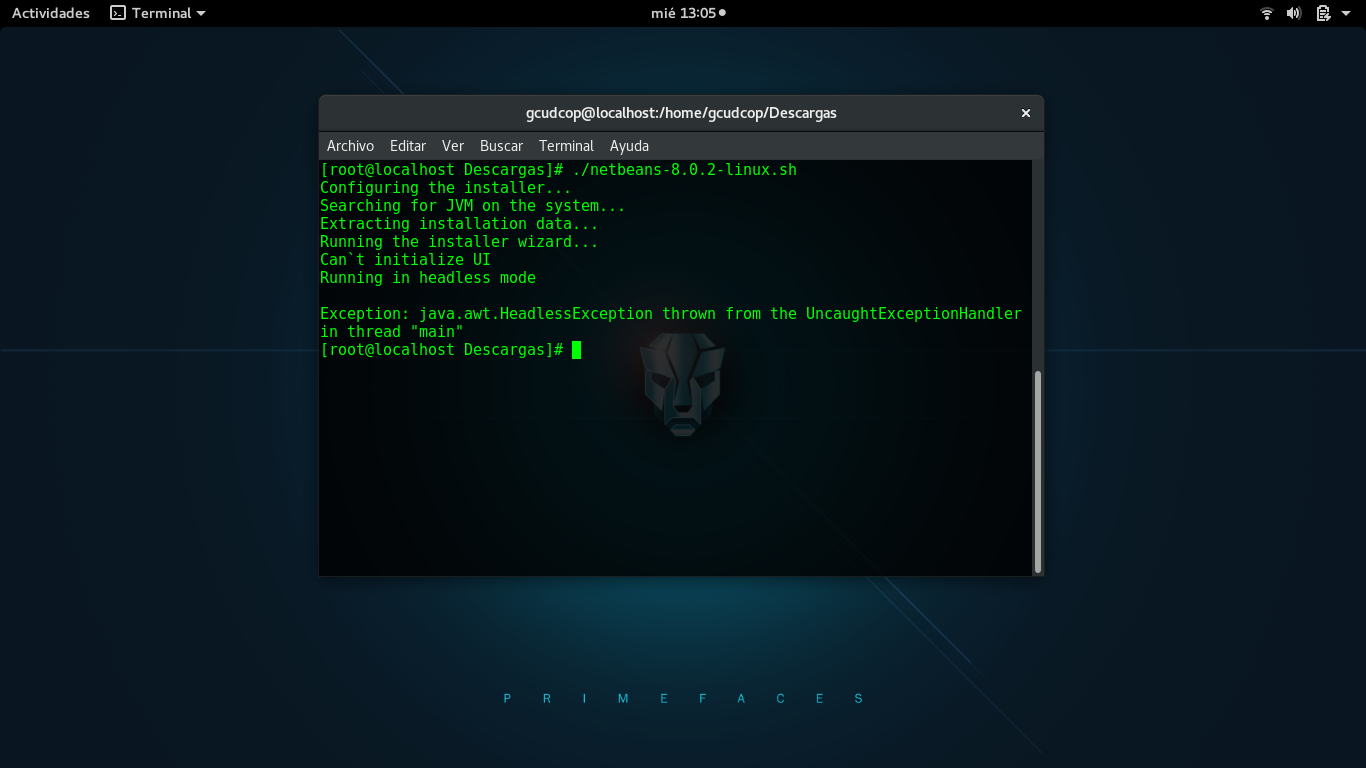 Actividades Terminal mié 13:05
gcudcop@localhost:/home/gcudcop/Descargas
Archivo Editar Ver Buscar Terminal Ayuda
[root@localhost Descargas]# ./netbeans-8.0.2-linux.sh
Configuring the installer...
Searching for JVM on the system...
Extracting installation data...
Running the installer wizard...
Can`t initialize UI
Running in headless mode
Exception: java.awt.HeadlessException thrown from the UncaughtExceptionHandler
in thread "main"
[root@localhost Descargas]#
P R I M E F A C E S